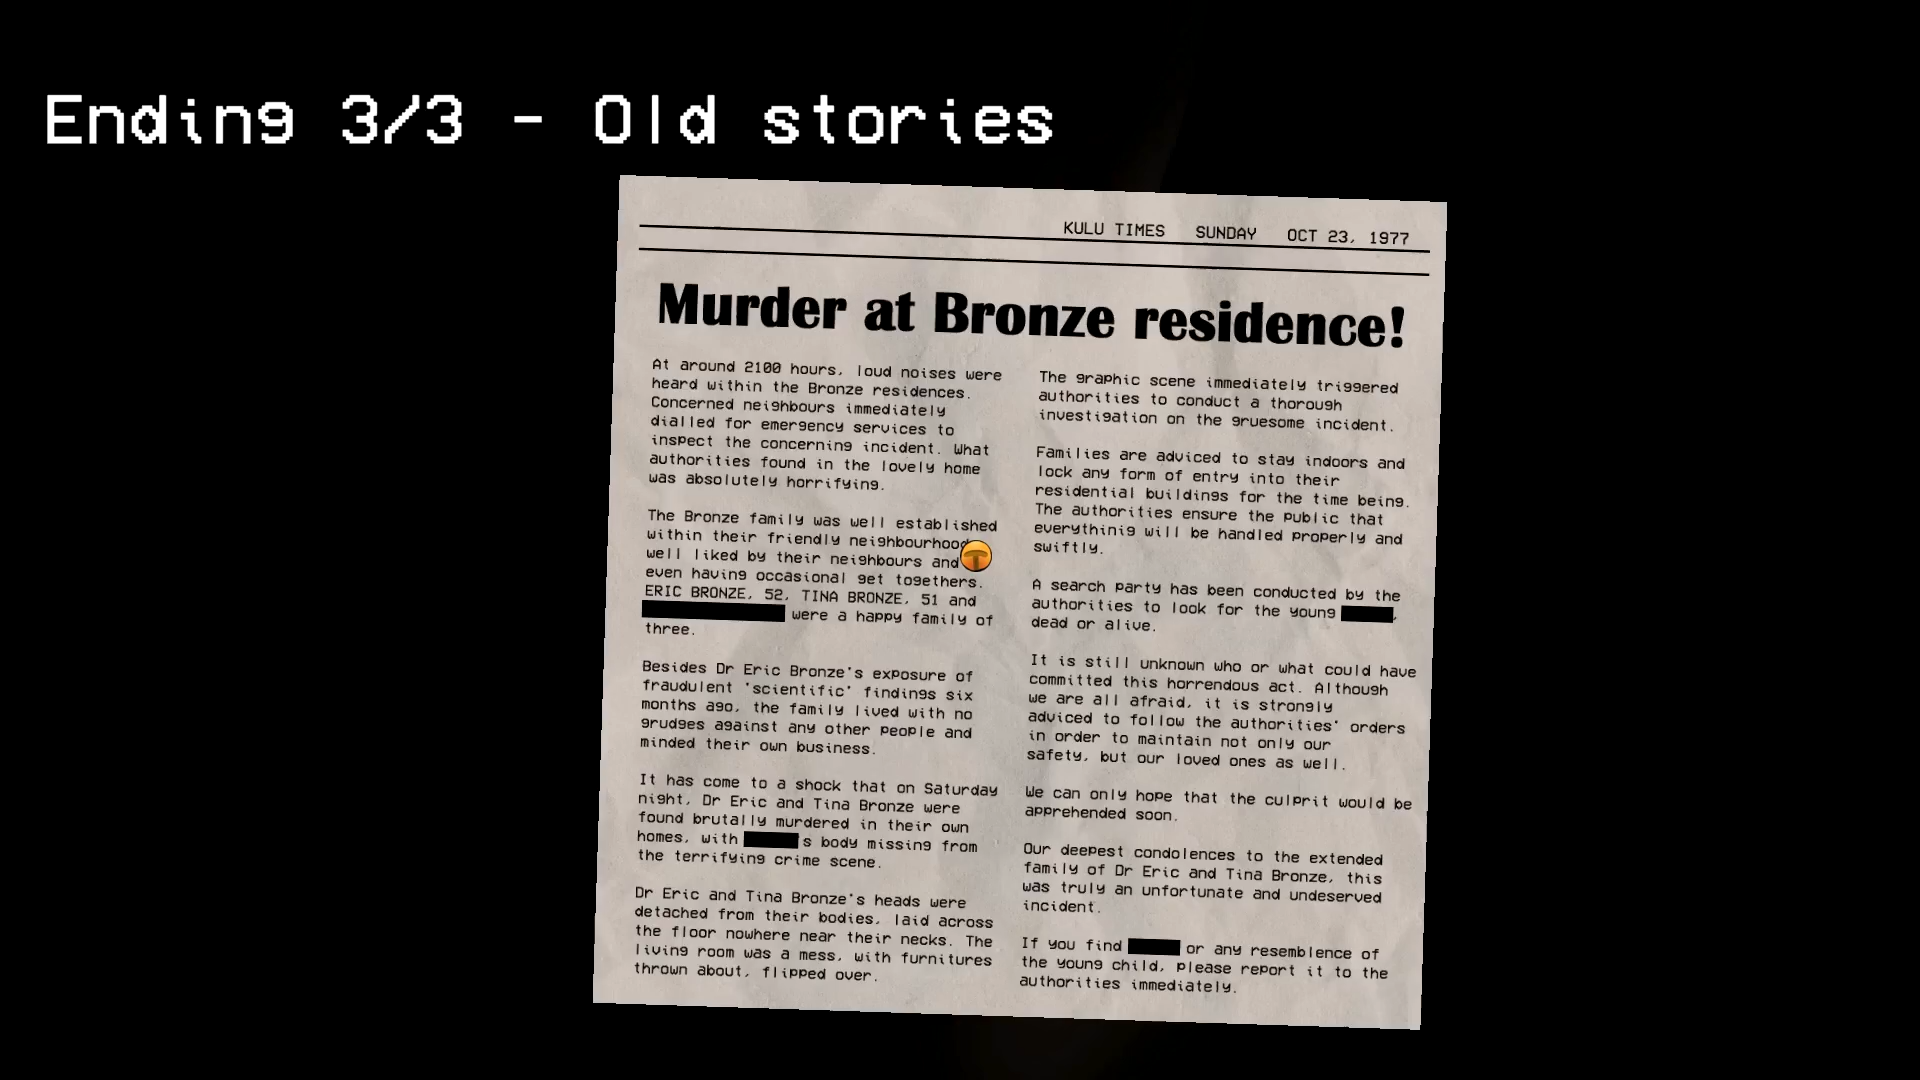 Ending 3/3 - Old stories
KULU TIMES SUNDAY OCT 23, 1977
Murder at Bronze residence!
At around 2100 hours, loud noises were
heard within the Bronze residences.
Concerned neighbours immediately
dialled for emergency services to
inspect the concerning incident. What
authorities found in the lovely home
was absolutely horrifying.
The Bronze family was well established
within their friendly neighbourhood
well liked by their neighbours and
even having occasional get togethers.
ERIC BRONZE, 52, TINA BRONZE, 51 and
were a happy family of
three.
Besides Dr Eric Bronze's exposure of
fraudulent 'scientific' findings six
months ago, the family lived with no
grudges against any other people and
minded their own business.
It has come to a shock that on Saturday
night, Dr Eric and Tina Bronze were
found brutally murdered in their own
homes, with s body missing from
the terrifying crime scene.
Dr Eric and Tina Bronze's heads were
detached from their bodies, laid across
the floor nowhere near their necks. The
living room was a mess, with furnitures
thrown about, flipped over.
The graphic scene immediately triggered
authorities to conduct a thorough
investigation on the gruesome incident.
Families are adviced to stay indoors and
lock any form of entry into their
residential buildings for the time being.
The authorities ensure the public that
everythinig will be handled properly and
swiftly.
A search party has been conducted by the
authorities to look for the young ,
dead or alive.
It is still unknown who or what could have
committed this horrendous act. Although
we are all afraid, it is strongly
adviced to follow the authorities' orders
in order to maintain not only our
safety, but our loved ones as well.
We can only hope that the culprit would be
apprehended soon.
Our deepest condolences to the extended
family of Dr Eric and Tina Bronze, this
was truly an unfortunate and undeserved
incident.
If you find or any resemblence of
the young child, please report it to the
authorities immediately.